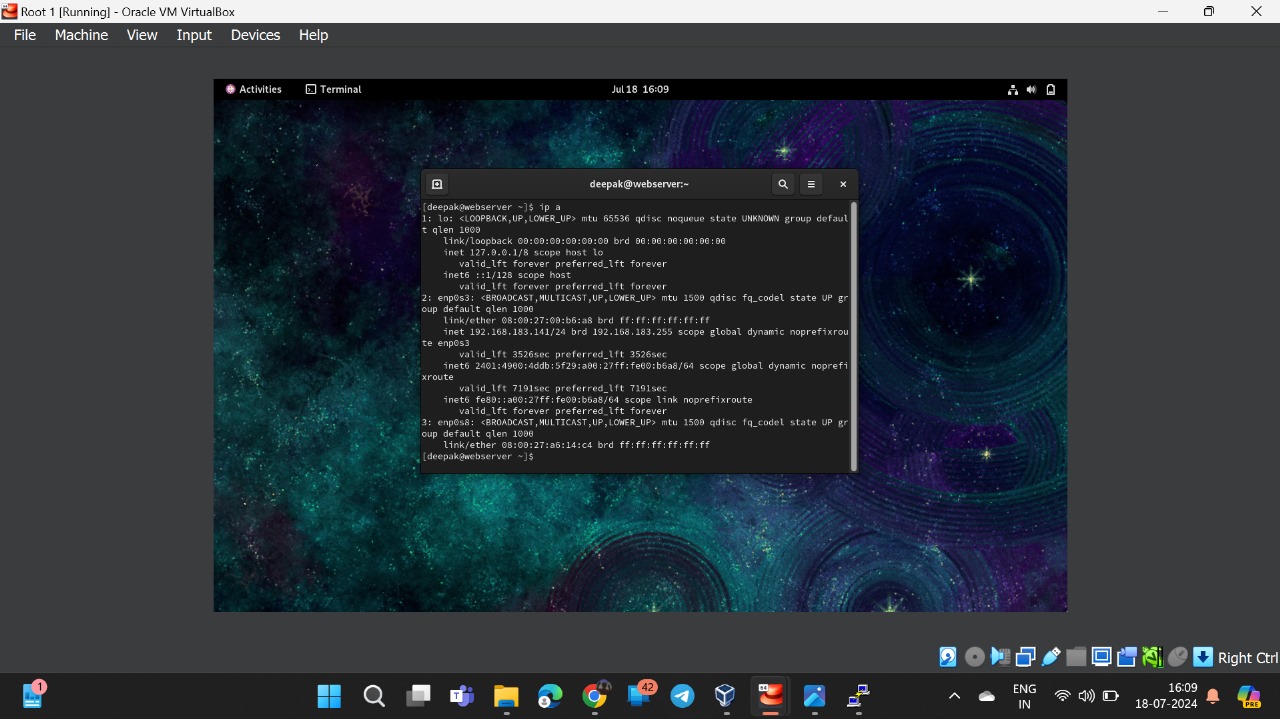 Root 1 [Running] - Oracle VM VirtualBox
File Machine View Input Devices Help
Activities Terminal Jul 18 16:09
deepak@webserver:~
[deepak@webserver ~]$ ip a
1: lo: <LOOPBACK,UP,LOWER_UP> mtu 65536 qdisc noqueue state UNKNOWN group defaul
t qlen 1000
link/loopback 00:00:00:00:00:00 brd 00:00:00:00:00:00
inet 127.0.0.1/8 scope host lo
valid_lft forever preferred_lft forever
inet6 ::1/128 scope host
valid_lft forever preferred_lft forever
2: enp0s3: <BROADCAST,MULTICAST,UP,LOWER_UP> mtu 1500 qdisc fq_codel state UP gr
oup default qlen 1000
link/ether 08:00:27:00:b6:a8 brd ff:ff:ff:ff:ff:ff
inet 192.168.183.141/24 brd 192.168.183.255 scope global dynamic noprefixrou
te enp0s3
valid_lft 3526sec preferred_lft 3526sec
inet6 2401:4900:4ddb:5f29:a00:27ff:fe00:b6a8/64 scope global dynamic noprefi
xroute
valid_lft 7191sec preferred_lft 7191sec
inet6 fe80::a00:27ff:fe00:b6a8/64 scope link noprefixroute
valid_lft forever preferred_lft forever
3: enp0s8: <BROADCAST,MULTICAST,UP,LOWER_UP> mtu 1500 qdisc fq_codel state UP gr
oup default qlen 1000
link/ether 08:00:27:a6:14:c4 brd ff:ff:ff:ff:ff:ff
[deepak@webserver ~]$
Right Ctrl
1
42
ENG
IN
16:09
18-07-2024
PRE